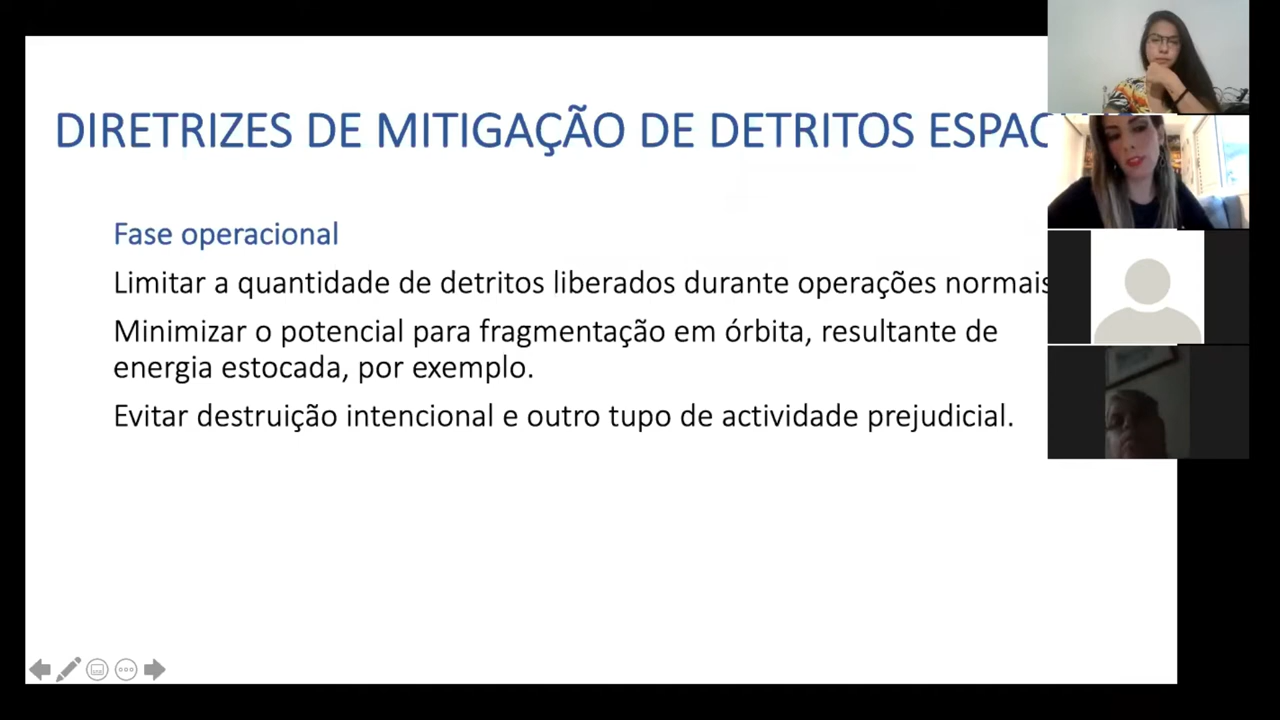 DIRETRIZES DE MITIGAÇÃO DE DETRITOS
Fase operacional
Limitar a quantidade de detritos liberados durante operações normais
Minimizar o potencial para fragmentação em órbita, resultante de
energia estocada, por exemplo.
Evitar destruição intencional e outro tupo de actividade prejudicial.